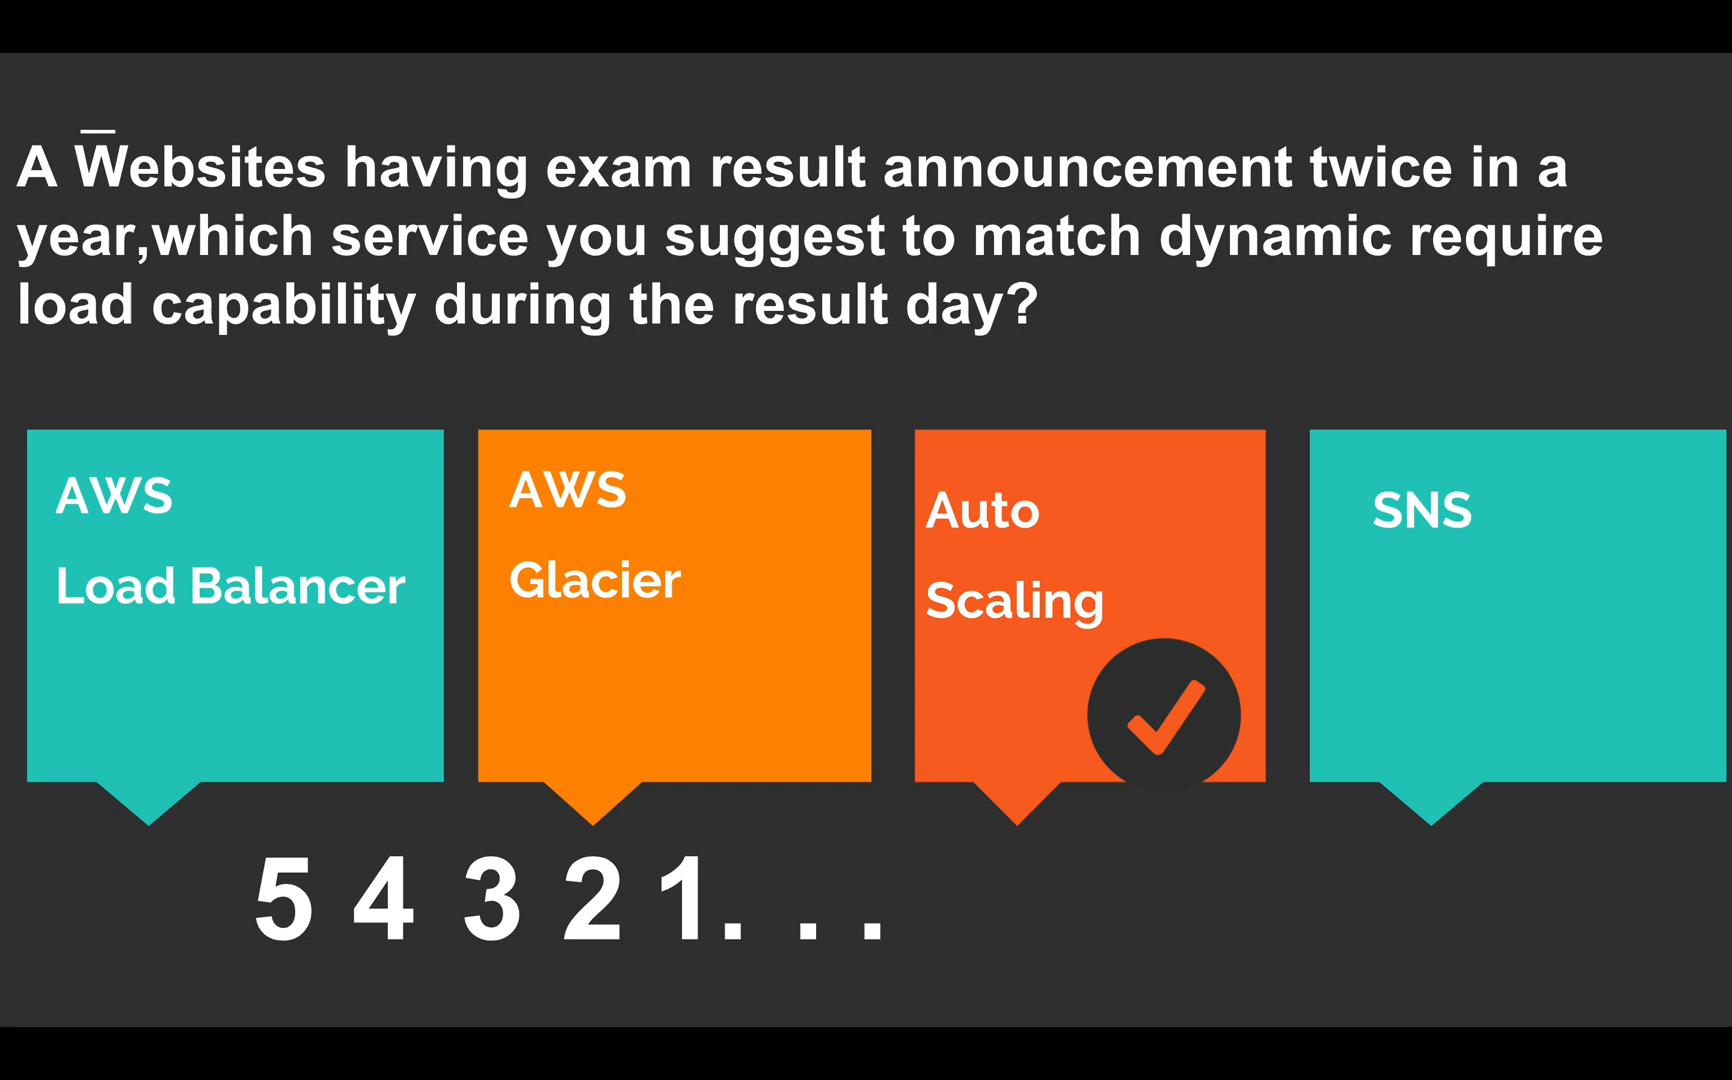 A Websites having exam result announcement twice in a
year,which service you suggest to match dynamic require
load capability during the result day?
AWS
Load Balancer
AWS
Glacier
Auto
Scaling
SNS
5 4 3 2 1. . .